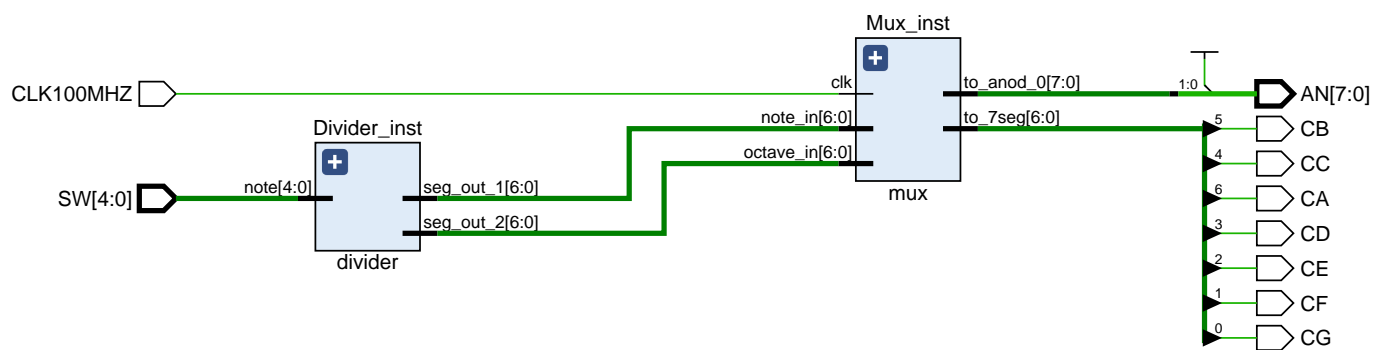 Mux_inst
CLK100MHZ
clk
to_anod_0[7:0]
1:0
AN[7:0]
Divider_inst
note_in[6:0]
to_7seg[6:0]
5
CB
octave_in[6:0]
4
CC
SW[4:0]
note[4:0]
seg_out_1[6:0]
mux
6
CA
seg_out_2[6:0]
3
CD
divider
2
CE
1
CF
0
CG